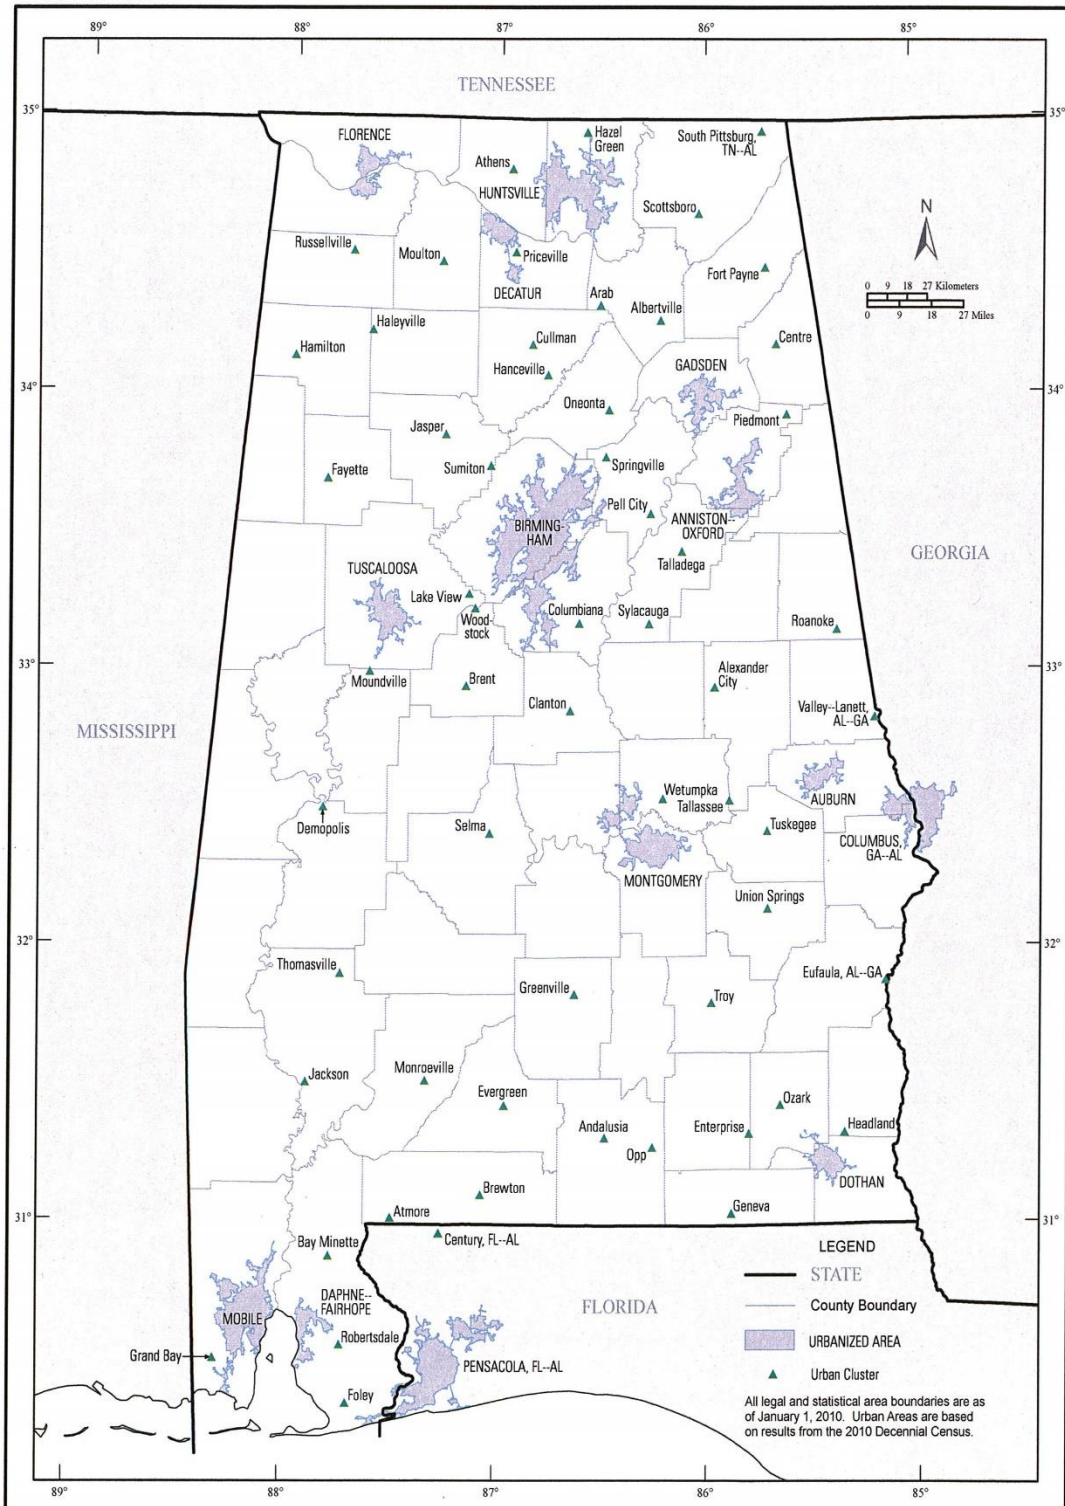 89°
88°
87°
86°
85°
TENNESSEE
35°
35°
FLORENCE
Hazel
Green
South Pittsburg,
TN--AL
Athens
HUNTSVILLE
Scottsboro
N
Russellville
Moulton
Priceville
Fort Payne
DECATUR
0 9 18 27 Kilometers
0 9 18 27 Miles
Arab
Albertville
Haleyville
Hamilton
Cullman
Centre
Hanceville
GADSDEN
34°
34°
Oneonta
Piedmont
Jasper
Sumiton
Springville
Fayette
Pell City
BIRMING-
HAM
ANNISTON--
OXFORD
GEORGIA
Talladega
TUSCALOOSA
Lake View
Wood-
stock
Columbiana
Sylacauga
Roanoke
33°
33°
Moundville
Brent
Alexander
City
Clanton
Valley--Lanett,
AL--GA
MISSISSIPPI
Wetumpka
Tallassee
AUBURN
Demopolis
Selma
Tuskegee
COLUMBUS,
GA--AL
MONTGOMERY
Union Springs
32°
32°
Thomasville
Eufaula, AL--GA
Greenville
Troy
Jackson
Monroeville
Evergreen
Ozark
Andalusia
Enterprise
Headland
Opp
DOTHAN
Brewton
31°
31°
Atmore
Geneva
Century, FL--AL
Bay Minette
LEGEND
STATE
DAPHNE--
FAIRHOPE
FLORIDA
County Boundary
MOBILE
Robertsdale
URBANIZED AREA
Grand Bay
PENSACOLA, FL--AL
Urban Cluster
Foley
All legal and statistical area boundaries are as
of January 1, 2010. Urban Areas are based
on results from the 2010 Decennial Census.
89°
88°
87°
86°
85°